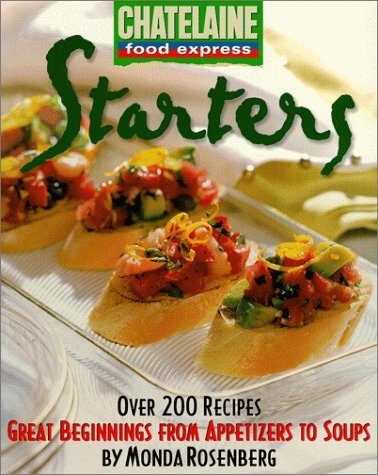 CHATELAINE
food express
Starters
OVER 200 RECIPES
GREAT BEGINNINGS FROM APPETIZERS TO SOUPS
BY MONDA ROSENBERG